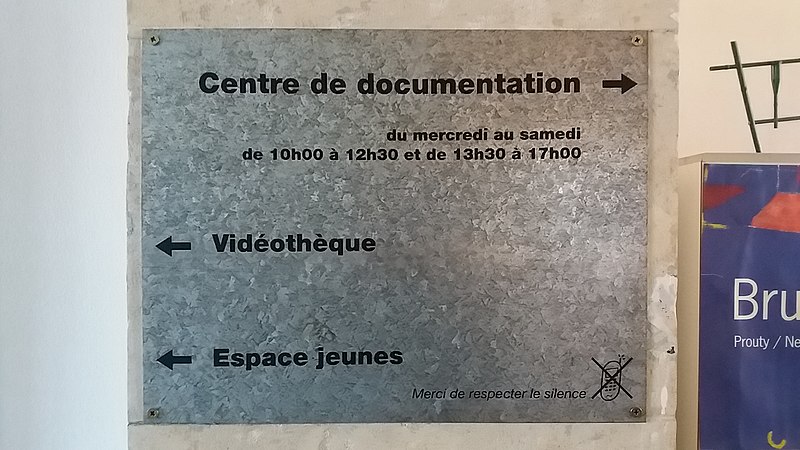 Centre de documentation
du mercredi au samedi
de 10h00 à 12h30 et de 13h30 à 17h00
Vidéothèque
Espace jeunes
Merci de respecter le silence
Bru
Prouty / Ne